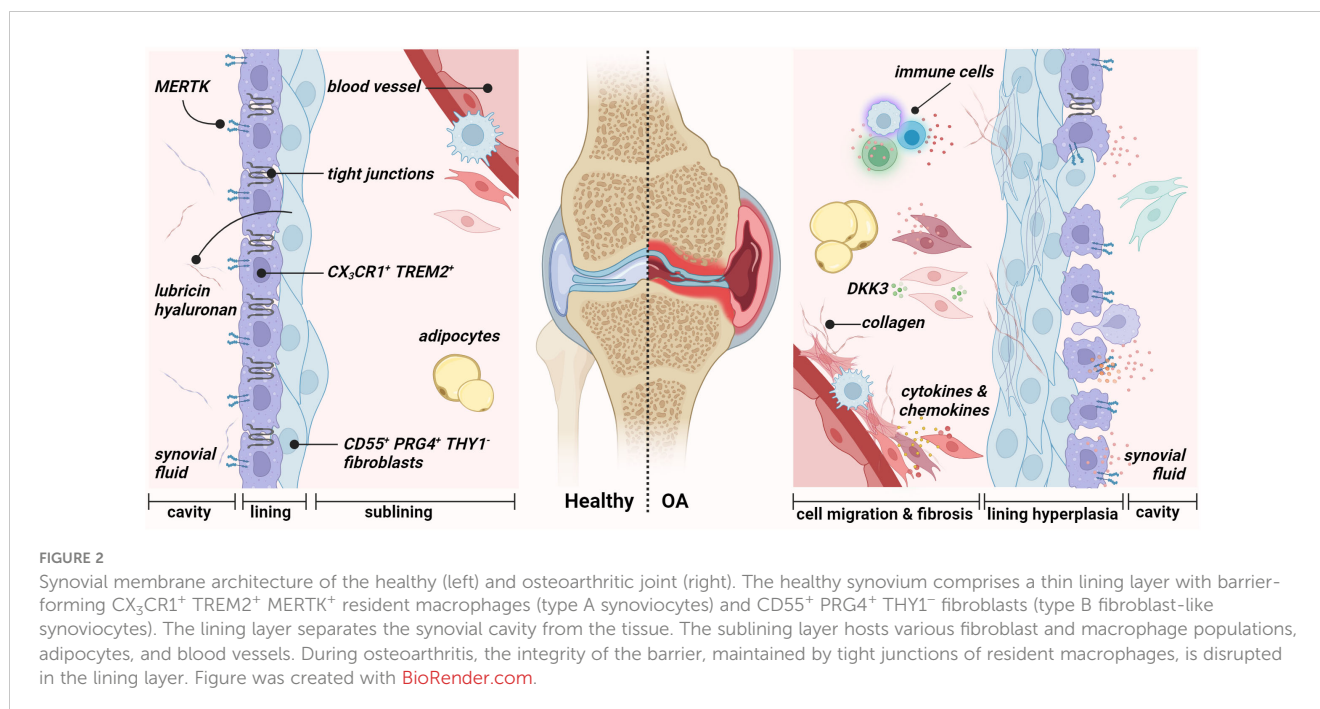 MERTK
blood vessel
tight junctions
CX₃CR1⁺ TREM2⁺
lubricin
hyaluronan
adipocytes
CD55⁺ PRG4⁺ THY1⁻
fibroblasts
synovial
fluid
cavity
lining
sublining
Healthy
OA
immune cells
DKK3
collagen
cytokines &
chemokines
synovial
fluid
cell migration & fibrosis
lining hyperplasia
cavity
FIGURE 2
Synovial membrane architecture of the healthy (left) and osteoarthritic joint (right). The healthy synovium comprises a thin lining layer with barrier-
forming CX₃CR1⁺ TREM2⁺ MERTK⁺ resident macrophages (type A synoviocytes) and CD55⁺ PRG4⁺ THY1⁻ fibroblasts (type B fibroblast-like
synoviocytes). The lining layer separates the synovial cavity from the tissue. The sublining layer hosts various fibroblast and macrophage populations,
adipocytes, and blood vessels. During osteoarthritis, the integrity of the barrier, maintained by tight junctions of resident macrophages, is disrupted
in the lining layer. Figure was created with BioRender.com.